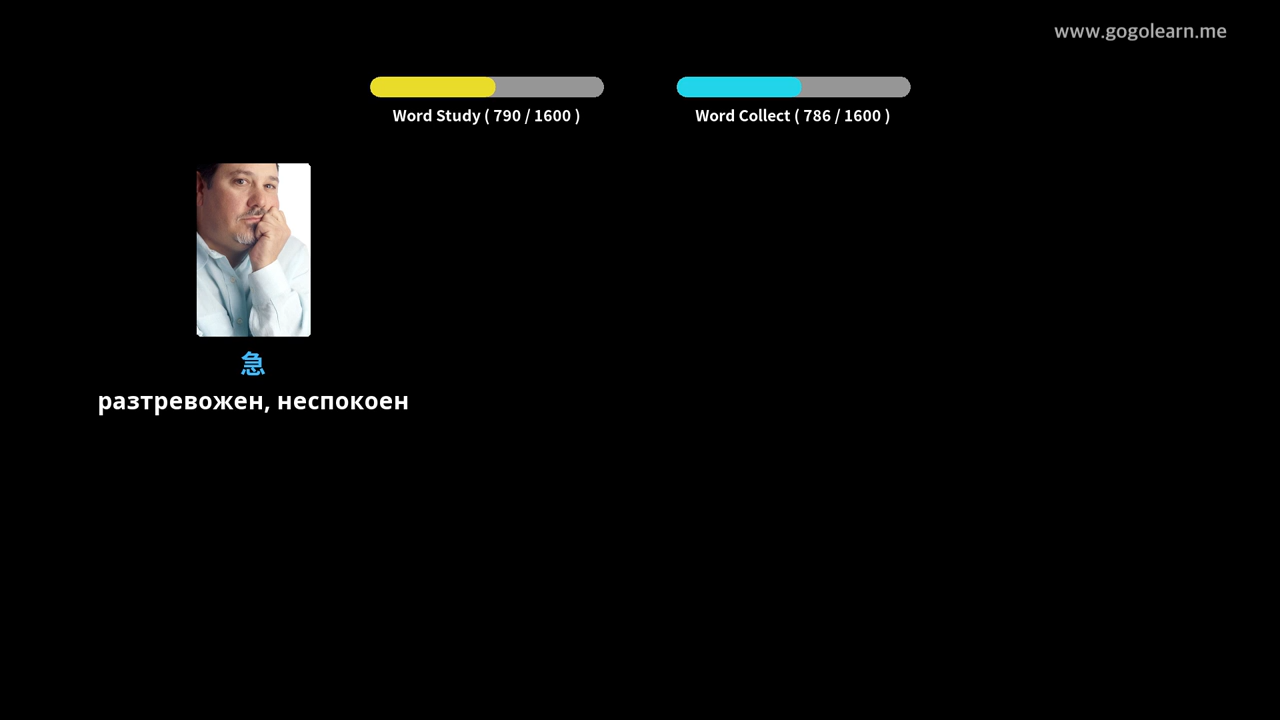 www.gogolearn.me
Word Study ( 790 / 1600 )
Word Collect ( 786 / 1600 )
急
разтревожен, неспокоен